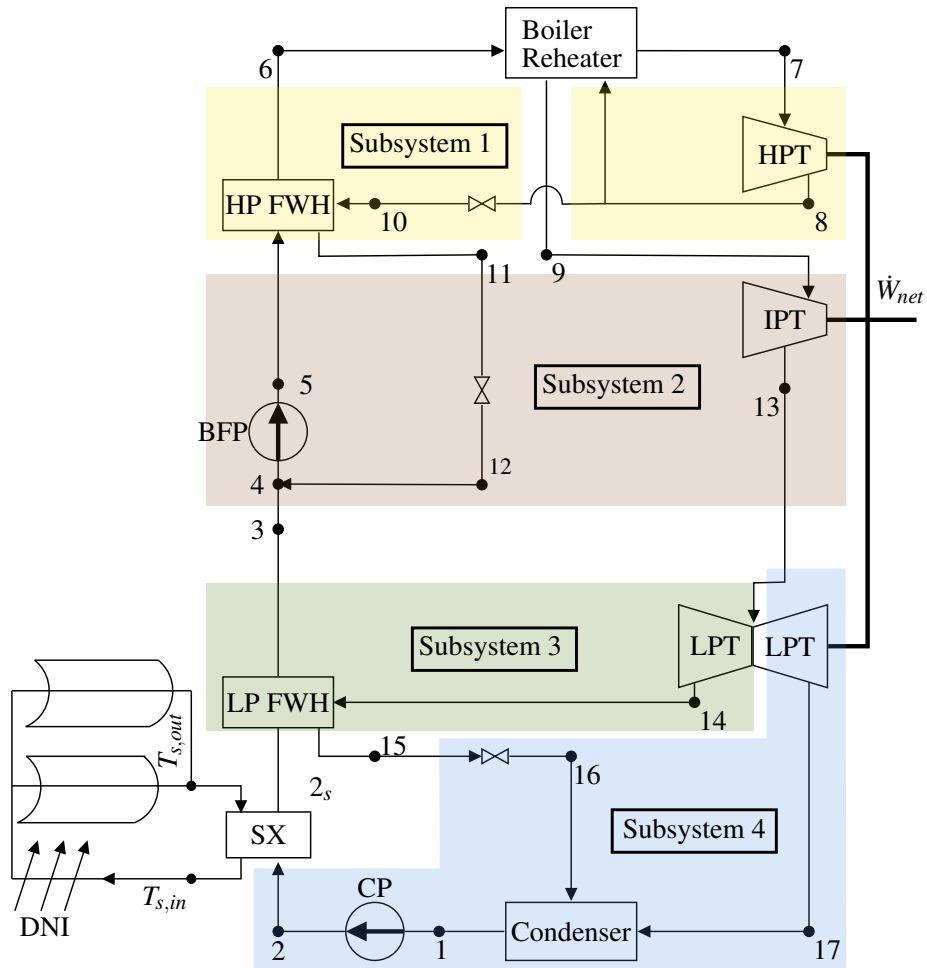 Boiler
Reheater
6
7
Subsystem 1
HPT
HP FWH
10
8
11
9
Ẇnet
IPT
5
Subsystem 2
13
BFP
12
4
3
Subsystem 3
LPT
LPT
LP FWH
14
15
Ts,out
2s
16
SX
Subsystem 4
Ts,in
CP
DNI
Condenser
2
1
17